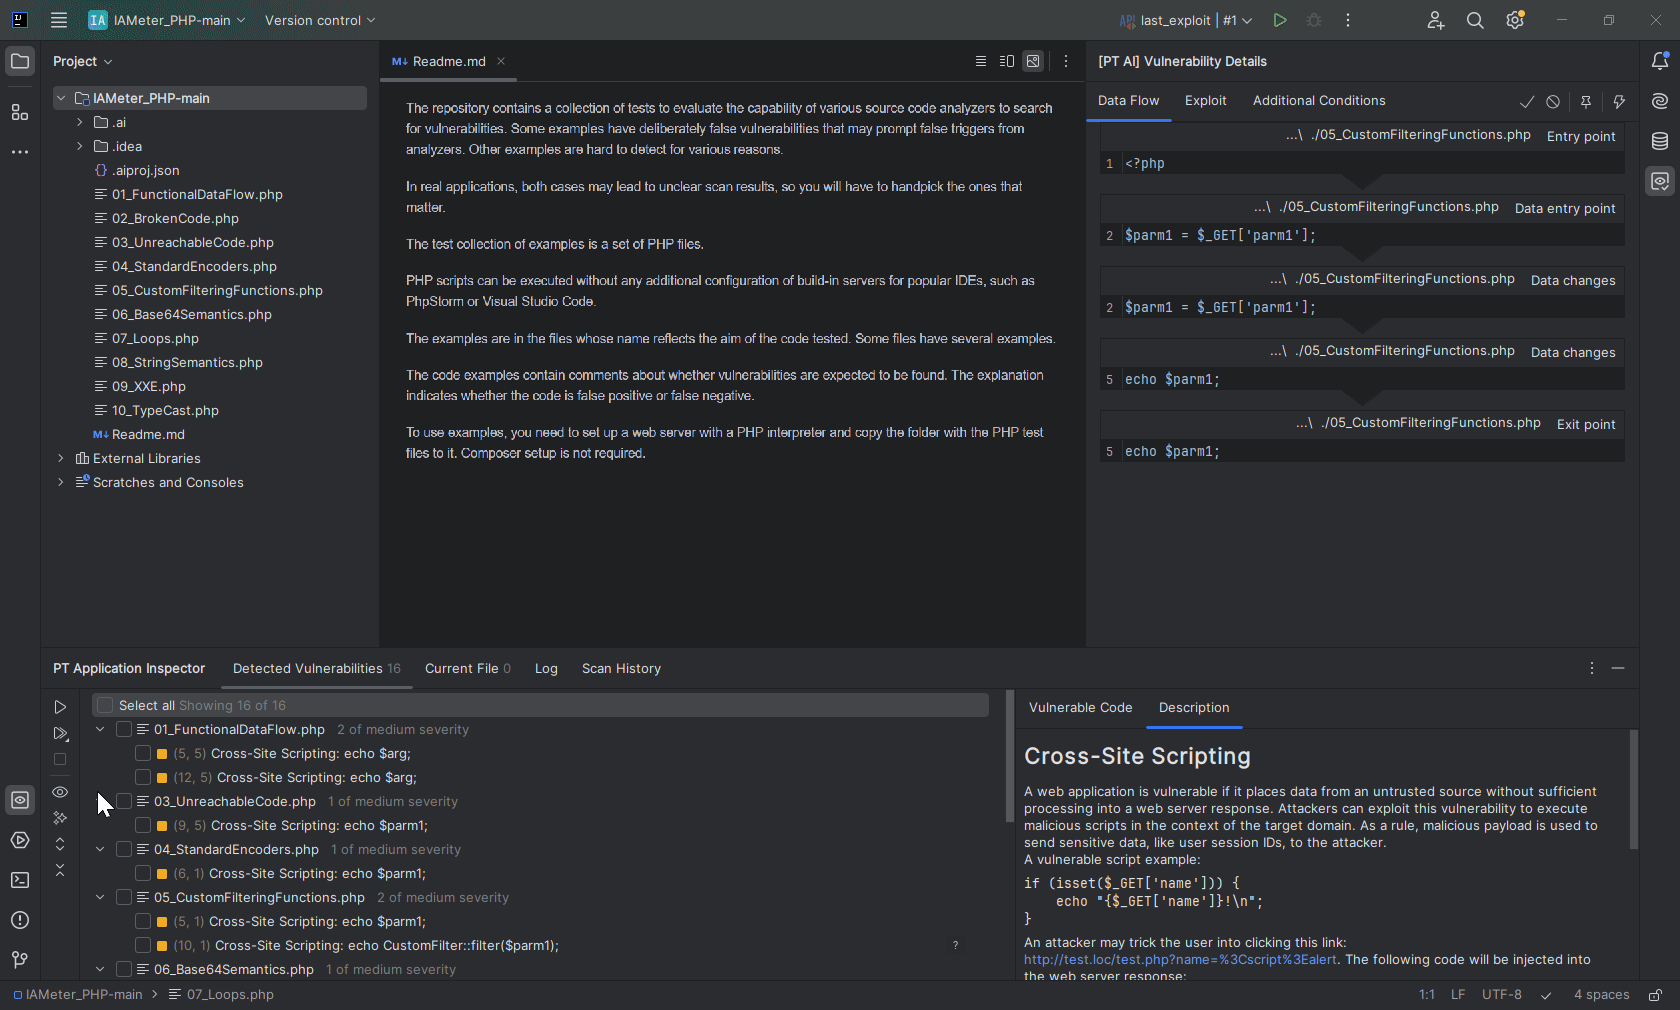 IJ
IA IAMeter_PHP-main
Version control
API last_exploit | #1
Project
IAMeter_PHP-main
.ai
.idea
{} .aiproj.json
01_FunctionalDataFlow.php
02_BrokenCode.php
03_UnreachableCode.php
04_StandardEncoders.php
05_CustomFilteringFunctions.php
06_Base64Semantics.php
07_Loops.php
08_StringSemantics.php
09_XXE.php
10_TypeCast.php
M↓ Readme.md
External Libraries
Scratches and Consoles
M↓ Readme.md
The repository contains a collection of tests to evaluate the capability of various source code analyzers to search
for vulnerabilities. Some examples have deliberately false vulnerabilities that may prompt false triggers from
analyzers. Other examples are hard to detect for various reasons.
In real applications, both cases may lead to unclear scan results, so you will have to handpick the ones that
matter.
The test collection of examples is a set of PHP files.
PHP scripts can be executed without any additional configuration of build-in servers for popular IDEs, such as
PhpStorm or Visual Studio Code.
The examples are in the files whose name reflects the aim of the code tested. Some files have several examples.
The code examples contain comments about whether vulnerabilities are expected to be found. The explanation
indicates whether the code is false positive or false negative.
To use examples, you need to set up a web server with a PHP interpreter and copy the folder with the PHP test
files to it. Composer setup is not required.
[PT AI] Vulnerability Details
Data Flow Exploit Additional Conditions
...\ ./05_CustomFilteringFunctions.php Entry point
1 <?php
...\ ./05_CustomFilteringFunctions.php Data entry point
2 $parm1 = $_GET['parm1'];
...\ ./05_CustomFilteringFunctions.php Data changes
2 $parm1 = $_GET['parm1'];
...\ ./05_CustomFilteringFunctions.php Data changes
5 echo $parm1;
...\ ./05_CustomFilteringFunctions.php Exit point
5 echo $parm1;
PT Application Inspector Detected Vulnerabilities 16 Current File 0 Log Scan History
Select all Showing 16 of 16
01_FunctionalDataFlow.php 2 of medium severity
(5, 5) Cross-Site Scripting: echo $arg;
(12, 5) Cross-Site Scripting: echo $arg;
03_UnreachableCode.php 1 of medium severity
(9, 5) Cross-Site Scripting: echo $parm1;
04_StandardEncoders.php 1 of medium severity
(6, 1) Cross-Site Scripting: echo $parm1;
05_CustomFilteringFunctions.php 2 of medium severity
(5, 1) Cross-Site Scripting: echo $parm1;
(10, 1) Cross-Site Scripting: echo CustomFilter::filter($parm1); ?
06_Base64Semantics.php 1 of medium severity
Vulnerable Code Description
Cross-Site Scripting
A web application is vulnerable if it places data from an untrusted source without sufficient
processing into a web server response. Attackers can exploit this vulnerability to execute
malicious scripts in the context of the target domain. As a rule, malicious payload is used to
send sensitive data, like user session IDs, to the attacker.
A vulnerable script example:
if (isset($_GET['name'])) {
echo "{$_GET['name']}!\n";
}
An attacker may trick the user into clicking this link:
http://test.loc/test.php?name=%3Cscript%3Ealert. The following code will be injected into
the web server response:
IAMeter_PHP-main > 07_Loops.php
1:1 LF UTF-8 4 spaces